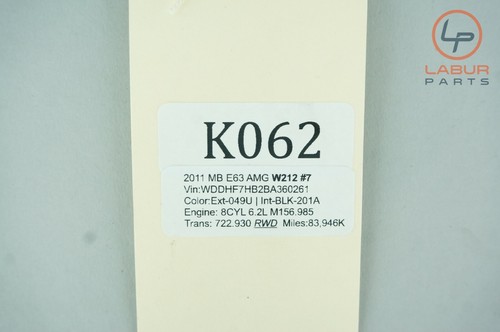 LP
LABUR
PARTS
K062
2011 MB E63 AMG W212 #7
Vin:WDDHF7HB2BA360261
Color:Ext-049U | Int-BLK-201A
Engine: 8CYL 6.2L M156.985
Trans: 722.930 RWD Miles:83,946K